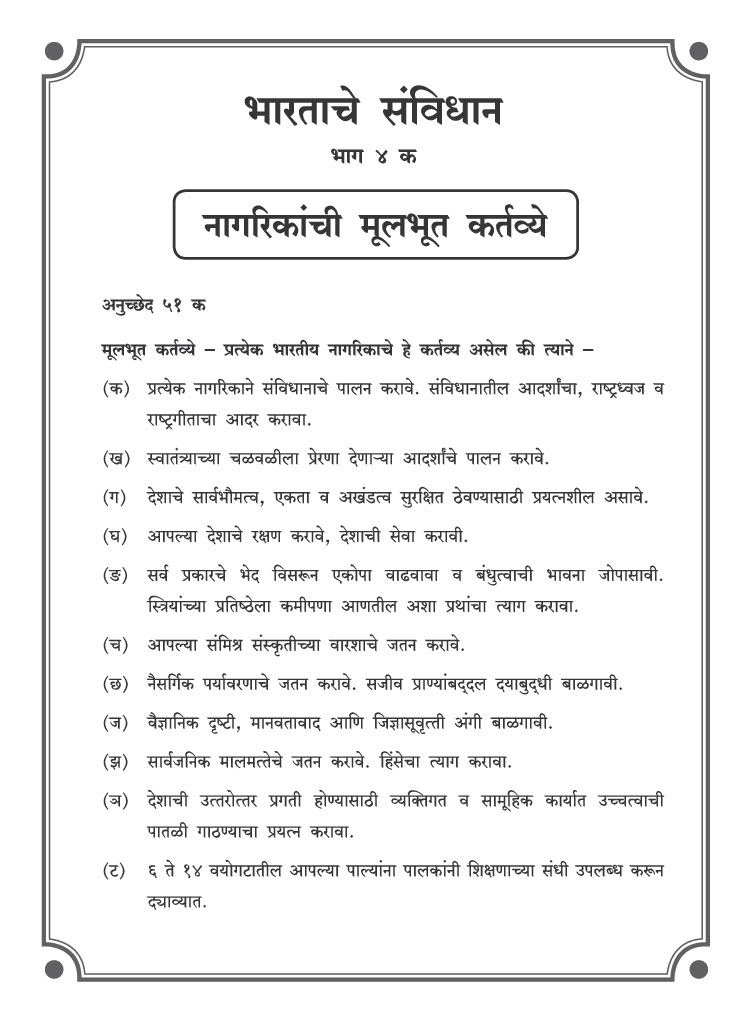 भारताचे संविधान
भाग ४ क
नागरिकांची मूलभूत कर्तव्ये
अनुच्छेद ५१ क
मूलभूत कर्तव्ये – प्रत्येक भारतीय नागरिकाचे हे कर्तव्य असेल की त्याने –
(क) प्रत्येक नागरिकाने संविधानाचे पालन करावे. संविधानातील आदर्शांचा, राष्ट्रध्वज व
राष्ट्रगीताचा आदर करावा.
(ख) स्वातंत्र्याच्या चळवळीला प्रेरणा देणाऱ्या आदर्शांचे पालन करावे.
(ग) देशाचे सार्वभौमत्व, एकता व अखंडत्व सुरक्षित ठेवण्यासाठी प्रयत्नशील असावे.
(घ) आपल्या देशाचे रक्षण करावे, देशाची सेवा करावी.
(ङ) सर्व प्रकारचे भेद विसरून एकोपा वाढवावा व बंधुत्वाची भावना जोपासावी.
स्त्रियांच्या प्रतिष्ठेला कमीपणा आणतील अशा प्रथांचा त्याग करावा.
(च) आपल्या संमिश्र संस्कृतीच्या वारशाचे जतन करावे.
(छ) नैसर्गिक पर्यावरणाचे जतन करावे. सजीव प्राण्यांबद्‌दल दयाबुद्‌धी बाळगावी.
(ज) वैज्ञानिक दृष्टी, मानवतावाद आणि जिज्ञासूवृत्ती अंगी बाळगावी.
(झ) सार्वजनिक मालमत्तेचे जतन करावे. हिंसेचा त्याग करावा.
(ञ) देशाची उत्तरोत्तर प्रगती होण्यासाठी व्यक्तिगत व सामूहिक कार्यात उच्चत्वाची
पातळी गाठण्याचा प्रयत्न करावा.
(ट) ६ ते १४ वयोगटातील आपल्या पाल्यांना पालकांनी शिक्षणाच्या संधी उपलब्ध करून
द्याव्यात.